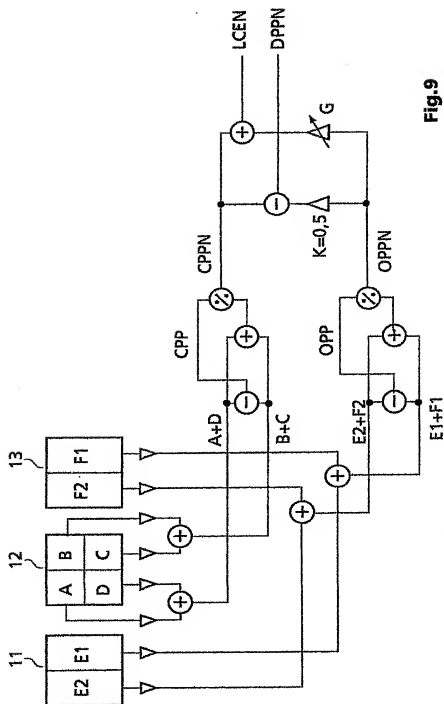 11
12
13
E2
E1
A
B
D
C
F2
F1
A+D
B+C
CPP
CPPN
E2+F2
E1+F1
OPP
OPPN
K=0,5
G
LCEN
DPPN
Fig.9